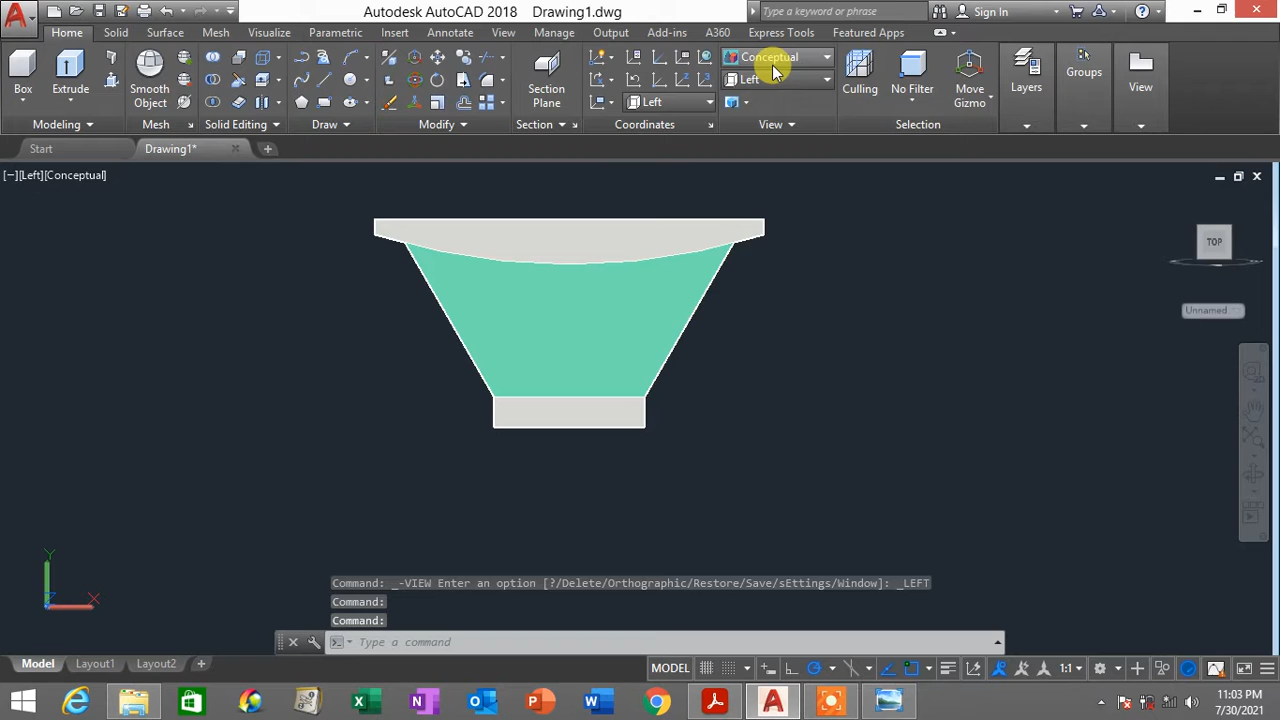 Autodesk AutoCAD 2018 Drawing1.dwg
Type a keyword or phrase
Sign In
Home Solid Surface Mesh Visualize Parametric Insert Annotate View Manage Output Add-ins A360 Express Tools Featured Apps
Box
Extrude
Smooth
Object
Section
Plane
Left
Conceptual
Left
Culling
No Filter
Move
Gizmo
Layers
Groups
View
Modeling
Mesh
Solid Editing
Draw
Modify
Section
Coordinates
View
Selection
Start
Drawing1*
[−][Left][Conceptual]
TOP
Unnamed
Y
X
Command: _-VIEW Enter an option [?/Delete/Orthographic/Restore/Save/sEttings/Window]: _LEFT
Command:
Command:
Type a command
Model Layout1 Layout2
MODEL
1:1
11:03 PM
7/30/2021